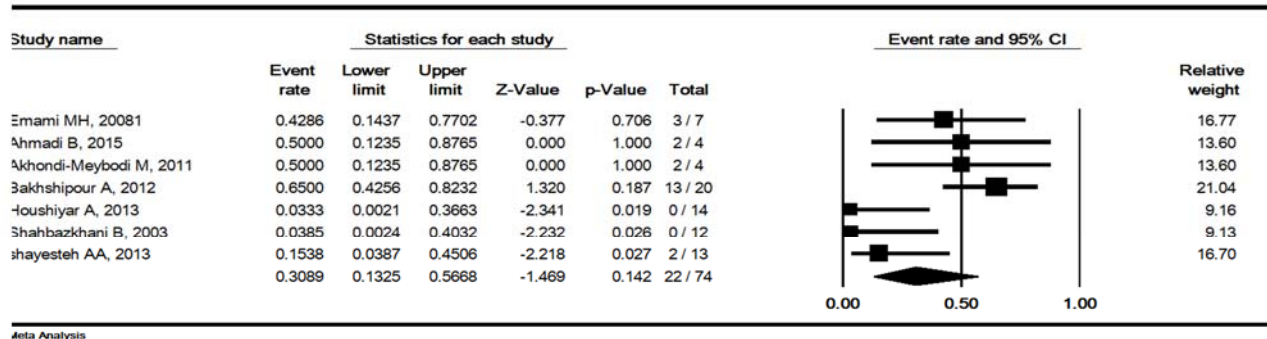 Study name Statistics for each study Event rate and 95% CI
Event rate Lower limit Upper limit Z-Value p-Value Total Relative weight
Emami MH, 20081 0.4286 0.1437 0.7702 -0.377 0.706 3 / 7 16.77
Ahmadi B, 2015 0.5000 0.1235 0.8765 0.000 1.000 2 / 4 13.60
Akhondi-Meybodi M, 2011 0.5000 0.1235 0.8765 0.000 1.000 2 / 4 13.60
Bakhshipour A, 2012 0.6500 0.4256 0.8232 1.320 0.187 13 / 20 21.04
Houshiyar A, 2013 0.0333 0.0021 0.3663 -2.341 0.019 0 / 14 9.16
Shahbazkhani B, 2003 0.0385 0.0024 0.4032 -2.232 0.026 0 / 12 9.13
shayesteh AA, 2013 0.1538 0.0387 0.4506 -2.218 0.027 2 / 13 16.70
0.3089 0.1325 0.5668 -1.469 0.142 22 / 74
0.00 0.50 1.00
Meta Analysis